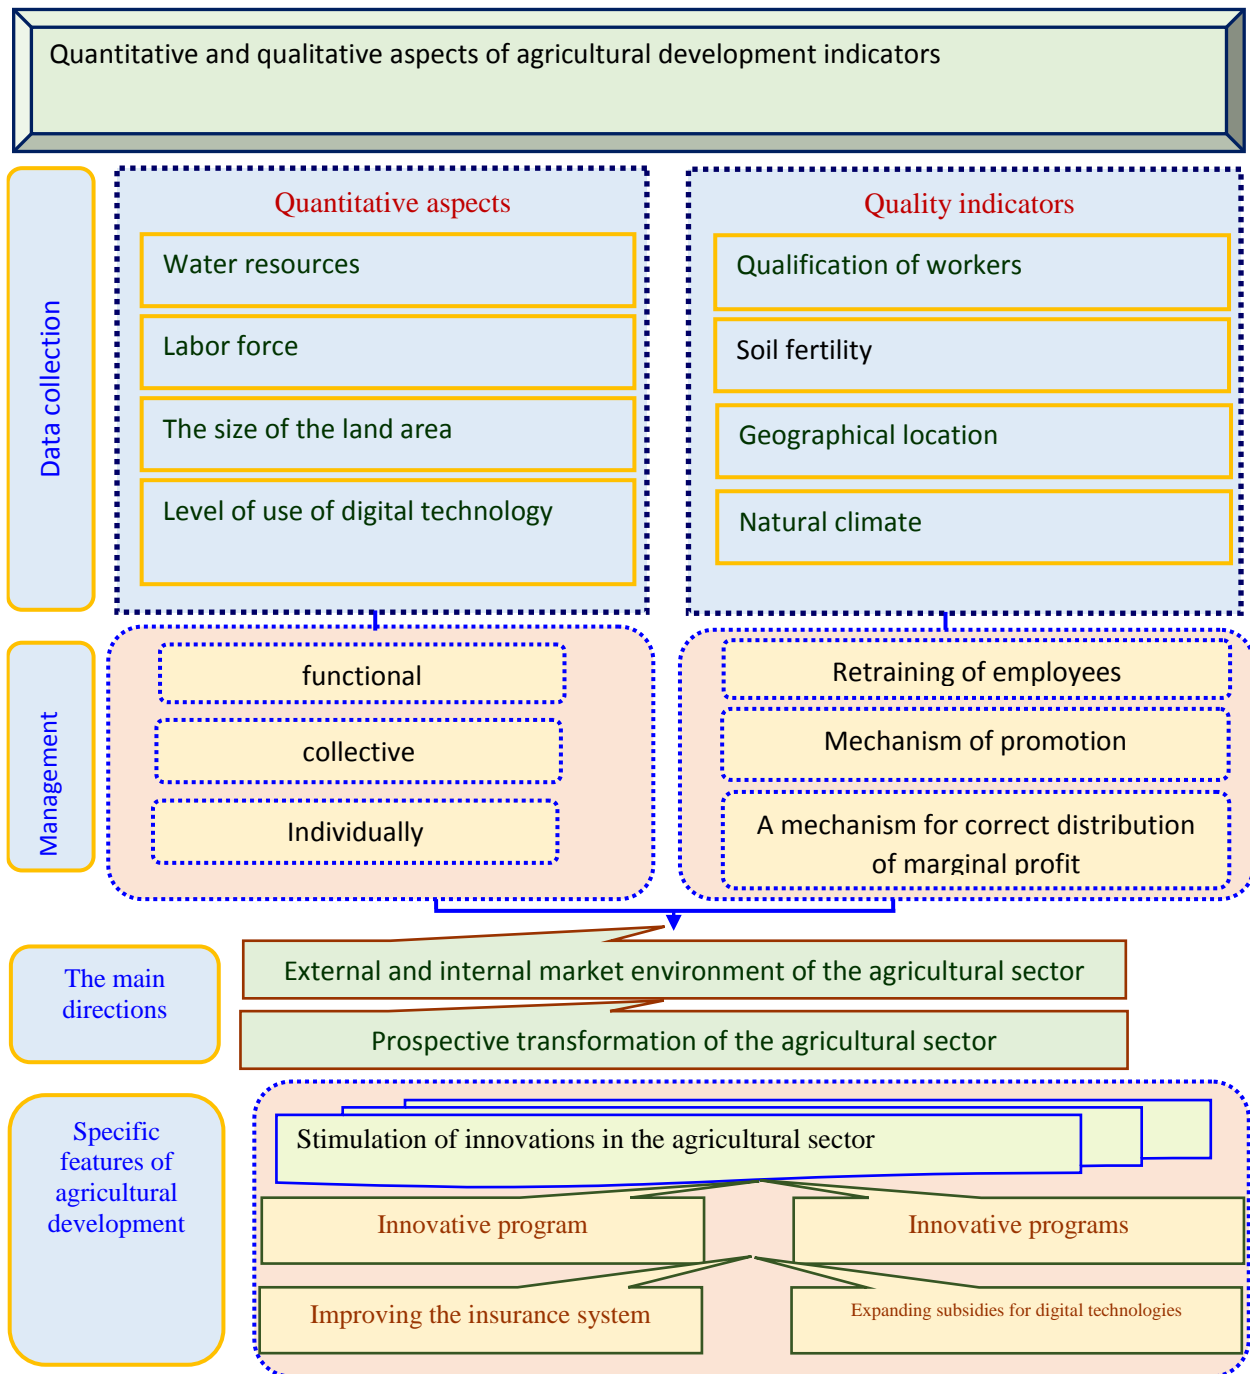 Quantitative and qualitative aspects of agricultural development indicators
Data collection
Quantitative aspects
Water resources
Labor force
The size of the land area
Level of use of digital technology
Quality indicators
Qualification of workers
Soil fertility
Geographical location
Natural climate
Management
functional
collective
Individually
Retraining of employees
Mechanism of promotion
A mechanism for correct distribution
of marginal profit
The main
directions
External and internal market environment of the agricultural sector
Prospective transformation of the agricultural sector
Specific
features of
agricultural
development
Stimulation of innovations in the agricultural sector
Innovative program
Innovative programs
Improving the insurance system
Expanding subsidies for digital technologies